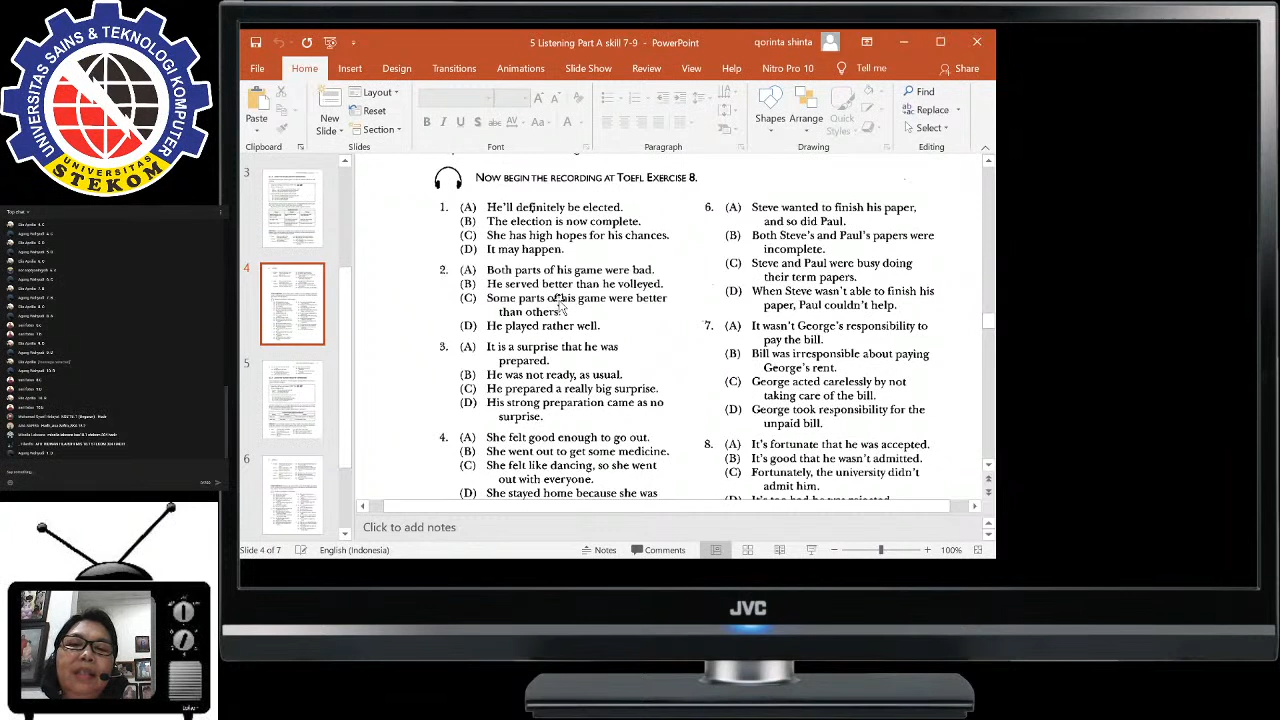 UNIVERSITAS SAINS & TEKNOLOGI KOMPUTER
UNIVERSITAS
STEKOM
Top chat
5 Listening Part A skill 7-9 - PowerPoint
qorinta shinta
File
Home
Insert
Design
Transitions
Animations
Slide Show
Review
View
Help
Nitro Pro 10
Tell me
Share
Paste
New
Slide
Layout
Reset
Section
Shapes
Arrange
Quick
Styles
Find
Replace
Select
Clipboard
Slides
Font
Paragraph
Drawing
Editing
3
4
5
6
NOW BEGIN THE RECORDING AT TOEFL EXERCISE 8.
1. (A) He'll definitely be elected.
The election is now complete.
(C) She has high hopes for his chances.
It may happen.
2. (A) Both parts of his game were bad.
(B) He served better than he volleyed.
some parts of his game were better
than others.
He played rather well.
3. It is a surprise that he was
prepared.
He was not ready, as usual.
(C) He prepared a really big surprise.
(D) His strong preparation came as no
surprise.
4. (A) She felt good enough to go out.
(B) She went out to get some medicine.
She felt like dancing, so she went
out with everyone.
She stayed home because she was
Steve wanted to finish his paper,
and so did Paul.
(B) Both Steve's and Paul's papers were
incomplete.
Steve and Paul were busy doing
their term papers.
When Steve wasn't able to finish his
paper, Paul couldn't help.
7. It wasn't George's responsibility to
pay the bill.
(B) Bill was irresponsible about paying
George's rent.
George acted carelessly by not
taking care of the bill.
George took responsibility for the
unpaid bill.
8. (A) It's fortunate that he was accepted.
(B) It's good that he wasn't admitted.
Fortunately, the university didn't
admit him.
It's too bad he was rejected.
Click to add notes
Slide 4 of 7
English (Indonesia)
Notes
Comments
100%
JVC